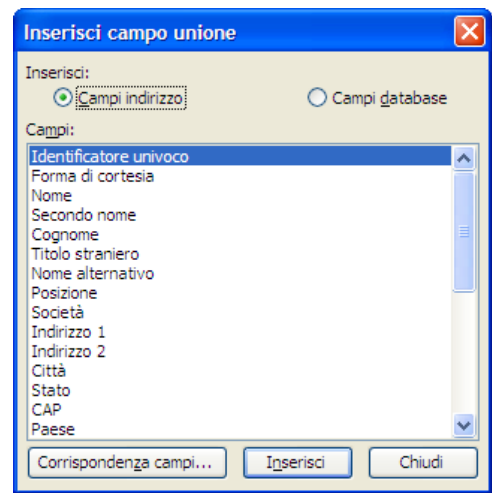 Inserisci campo unione
Inserisci:
Campi indirizzo Campi database
Campi:
Identificatore univoco
Forma di cortesia
Nome
Secondo nome
Cognome
Titolo straniero
Nome alternativo
Posizione
Società
Indirizzo 1
Indirizzo 2
Città
Stato
CAP
Paese
Corrispondenza campi... Inserisci Chiudi